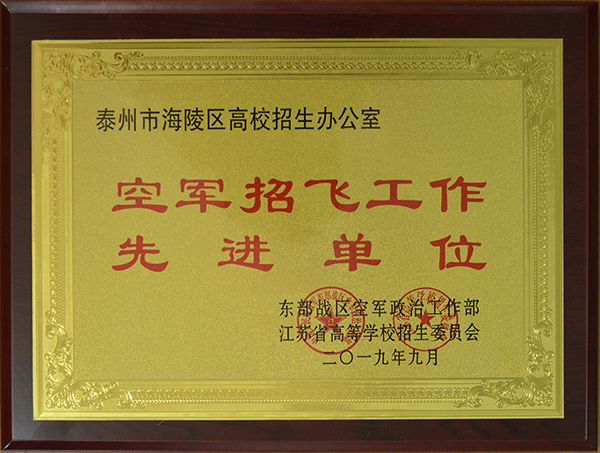 泰州市海陵区高校招生办公室
空军招飞工作
先进单位
东部战区空军政治工作部
江苏省高等学校招生委员会
二〇一九年九月